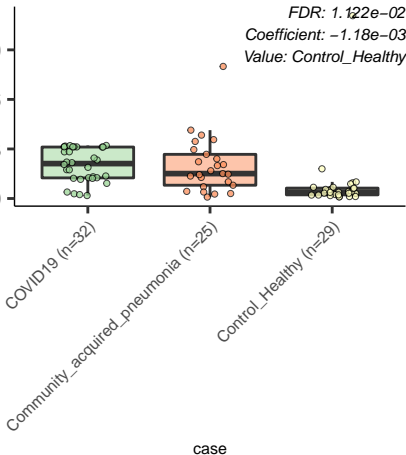 FDR: 1.122e−02
Coefficient: −1.18e−03
Value: Control_Healthy
COVID19 (n=32)
Community_acquired_pneumonia (n=25)
Control_Healthy (n=29)
case